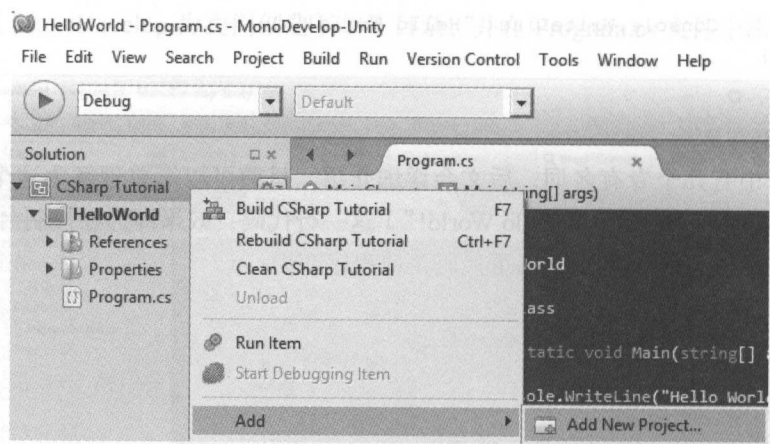 HelloWorld - Program.cs - MonoDevelop-Unity
File Edit View Search Project Build Run Version Control Tools Window Help
Debug
Default
Solution
Program.cs
CSharp Tutorial
ing[] args)
Build CSharp Tutorial F7
HelloWorld
Rebuild CSharp Tutorial Ctrl+F7
References
Clean CSharp Tutorial
orld
Properties
Unload
ass
Program.cs
Run Item
tatic void Main(string[]
Start Debugging Item
ole.WriteLine("Hello Worl
Add
Add New Project...